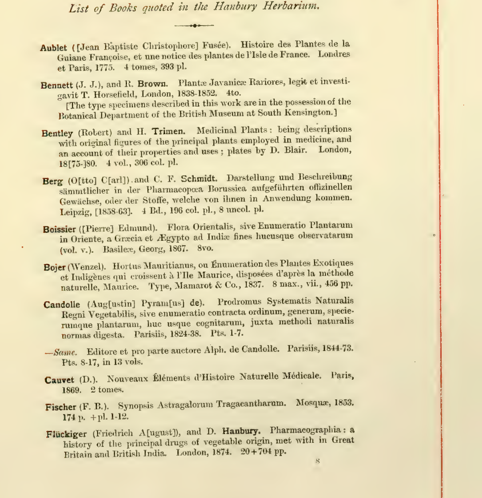 List of Books quoted in the Hanbury Herbarium.
Aublet ([Jean Baptiste Christophore] Fusée). Histoire des Plantes de la
Guiane Françoise, et une notice des plantes de l'Isle de France. Londres
et Paris, 1775. 4 tomes, 393 pl.
Bennett (J. J.), and R. Brown. Plantæ Javanicæ Rariores, legit et investi-
gavit T. Horsefield, London, 1838-1852. 4to.
[The type specimens described in this work are in the possession of the
Botanical Department of the British Museum at South Kensington.]
Bentley (Robert) and H. Trimen. Medicinal Plants: being descriptions
with original figures of the principal plants employed in medicine, and
an account of their properties and uses; plates by D. Blair. London,
18[75-]80. 4 vol., 306 col. pl.
Berg (O[tto] C[arl]) and C. F. Schmidt. Darstellung und Beschreibung
sämmtlicher in der Pharmacopœa Borussica aufgeführten offizinellen
Gewächse, oder der Stoffe, welche von ihnen in Anwendung kommen.
Leipzig, [1858-63]. 4 Bd., 196 col. pl., 8 uncol. pl.
Boissier ([Pierre] Edmund). Flora Orientalis, sive Enumeratio Plantarum
in Oriente, a Græcia et Ægypto ad Indiæ fines hucusque observatarum
(vol. v.). Basileæ, Georg, 1867. 8vo.
Bojer (Wenzel). Hortus Mauritianus, ou Énumeration des Plantes Exotiques
et Indigènes qui croissent à l'Ile Maurice, disposées d'après la méthode
naturelle, Maurice. Type, Mamarot & Co., 1837. 8 max., vii., 456 pp.
Candolle (Aug[ustin] Pyram[us] de). Prodromus Systematis Naturalis
Regni Vegetabilis, sive enumeratio contracta ordinum, generum, specie-
rumque plantarum, huc usque cognitarum, juxta methodi naturalis
normas digesta. Parisiis, 1824-38. Pts. 1-7.
—Same. Editore et pro parte auctore Alph. de Candolle. Parisiis, 1844-73.
Pts. 8-17, in 13 vols.
Cauvet (D.). Nouveaux Éléments d'Histoire Naturelle Médicale. Paris,
1869. 2 tomes.
Fischer (F. B.). Synopsis Astragalorum Tragacantharum. Mosquæ, 1853.
174 p. + pl. 1-12.
Flückiger (Friedrich A[ugust]), and D. Hanbury. Pharmacographia: a
history of the principal drugs of vegetable origin, met with in Great
Britain and British India. London, 1874. 20+704 pp.